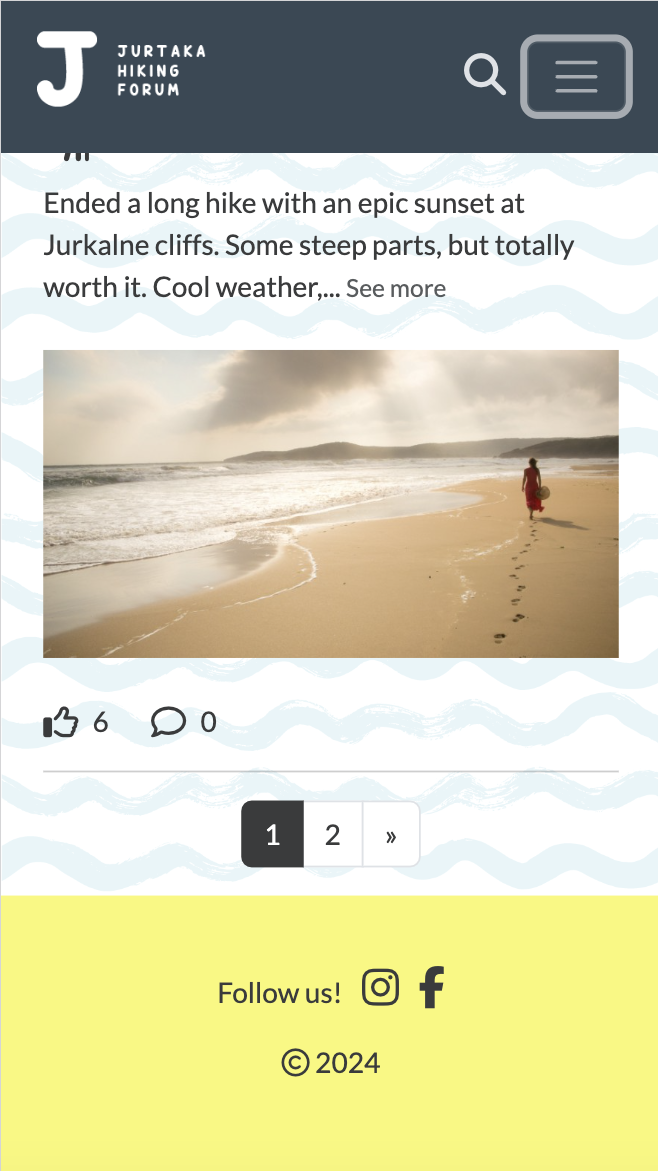 J
JURTAKA
HIKING
FORUM
Ended a long hike with an epic sunset at
Jurkalne cliffs. Some steep parts, but totally
worth it. Cool weather,... See more
6 0
1 2 »
Follow us!
© 2024